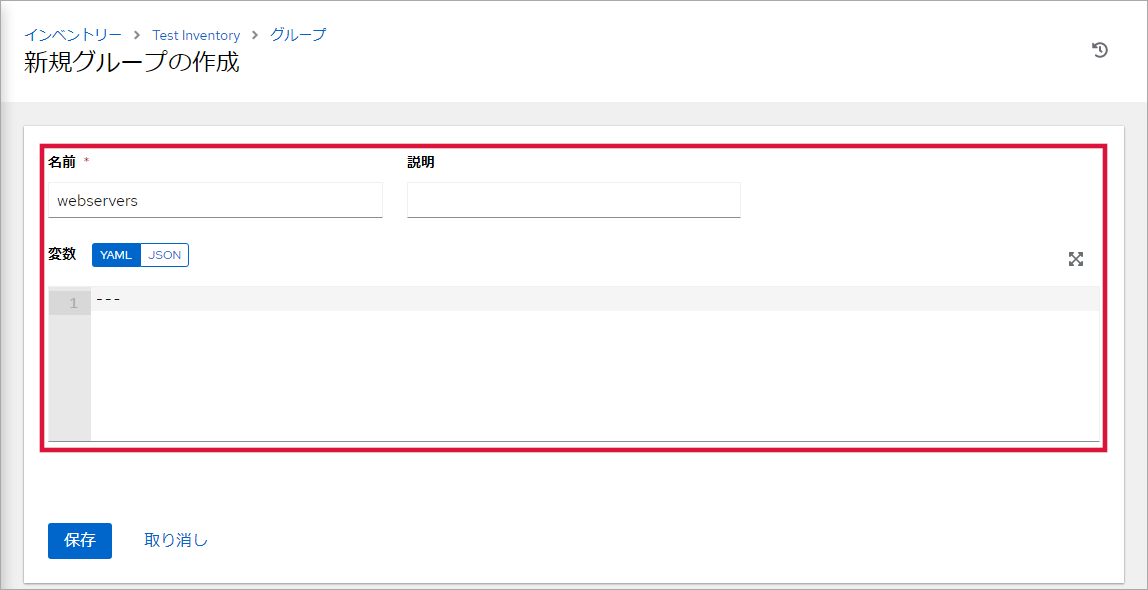 インベントリー > Test Inventory > グループ
新規グループの作成
名前 * 説明
webservers
変数 YAML JSON
1 ---
保存 取り消し